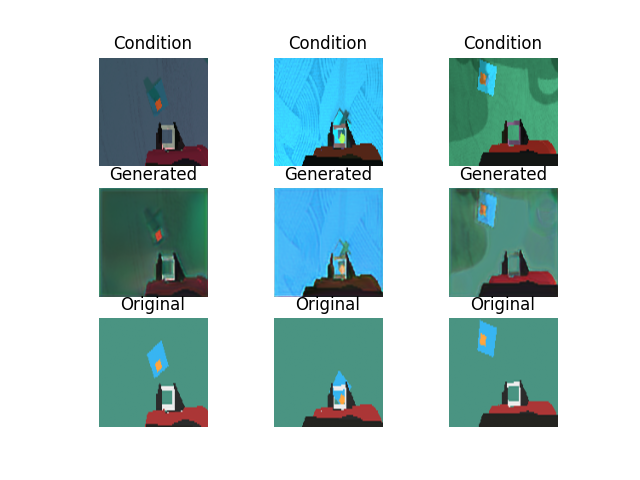 Condition Condition Condition
Generated Generated Generated
Original Original Original